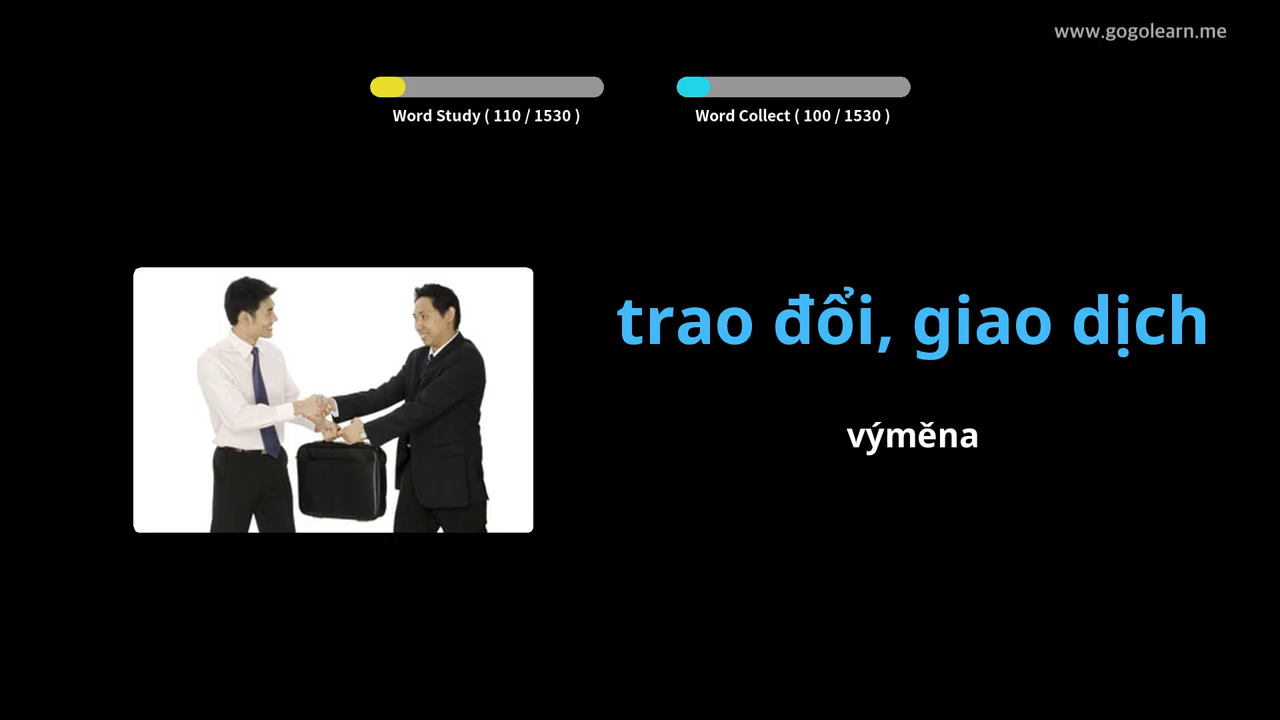 www.gogolearn.me
Word Study ( 110 / 1530 )
Word Collect ( 100 / 1530 )
trao đổi, giao dịch
výměna